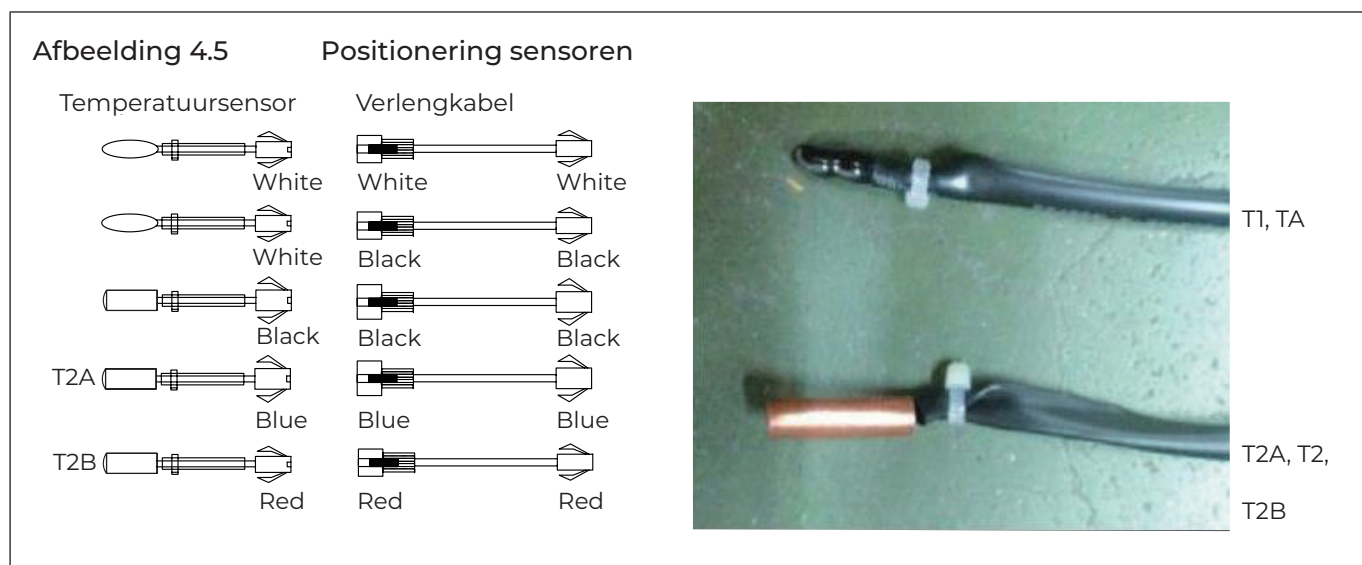 Afbeelding 4.5 Positionering sensoren
Temperatuursensor Verlengkabel
White White White
White Black Black
Black Black Black
T2A
Blue Blue Blue
T2B
Red Red Red
T1, TA
T2A, T2,
T2B